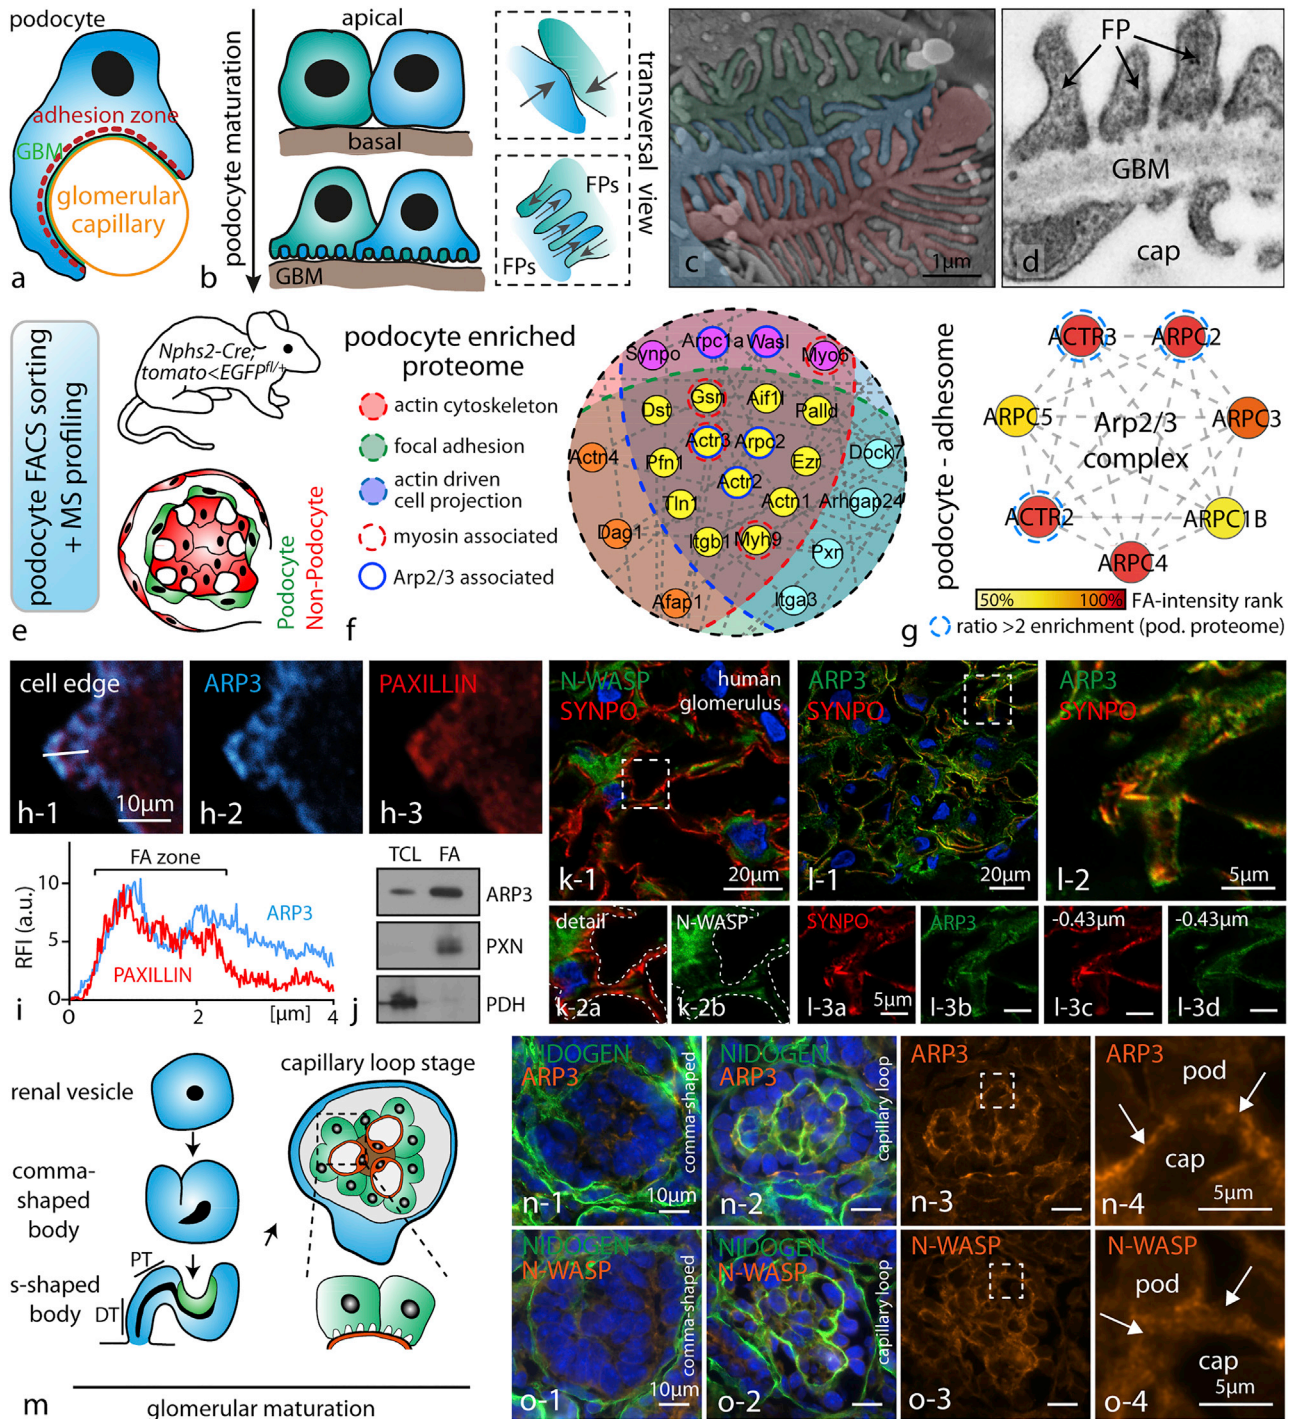 podocyte
adhesion zone
GBM
glomerular
capillary
a
podocyte maturation
apical
basal
GBM
b
FPs
FPs
transversal view
c
1µm
FP
GBM
cap
d
podocyte FACS sorting
+ MS profiling
Nphs2-Cre;
tomato<EGFPfl/+
Podocyte
Non-Podocyte
e
podocyte enriched
proteome
actin cytoskeleton
focal adhesion
actin driven
cell projection
myosin associated
Arp2/3 associated
f
Synpo
Arpc1a
Wasl
Myo6
Dst
Gsn
Aif1l
Palld
Actn4
Pfn1
Actr3
Arpc2
Ezr
Dock7
Actr2
Tln1
Actn1
Arhgap24
Dag1
Itgb1
Myh9
Pxn
Afap1
Itga3
podocyte - adhesome
ACTR3
ARPC2
ARPC5
Arp2/3
complex
ARPC3
ACTR2
ARPC1B
ARPC4
50%
100%
FA-intensity rank
ratio >2 enrichment (pod. proteome)
g
cell edge
10µm
h-1
ARP3
h-2
PAXILLIN
h-3
FA zone
10
5
0
RFI (a.u.)
ARP3
PAXILLIN
0
2
[µm]
4
i
TCL
FA
ARP3
PXN
PDH
j
N-WASP
SYNPO
human
glomerulus
k-1
20µm
detail
k-2a
N-WASP
k-2b
ARP3
SYNPO
l-1
20µm
ARP3
SYNPO
l-2
5µm
SYNPO
l-3a
5µm
ARP3
l-3b
-0.43µm
l-3c
-0.43µm
l-3d
renal vesicle
comma-
shaped
body
s-shaped
body
PT
DT
capillary loop stage
m
glomerular maturation
NIDOGEN
ARP3
comma-shaped
n-1
10µm
NIDOGEN
ARP3
capillary loop
n-2
ARP3
n-3
ARP3
pod
cap
n-4
5µm
NIDOGEN
N-WASP
comma-shaped
o-1
10µm
NIDOGEN
N-WASP
capillary loop
o-2
N-WASP
o-3
N-WASP
pod
cap
o-4
5µm